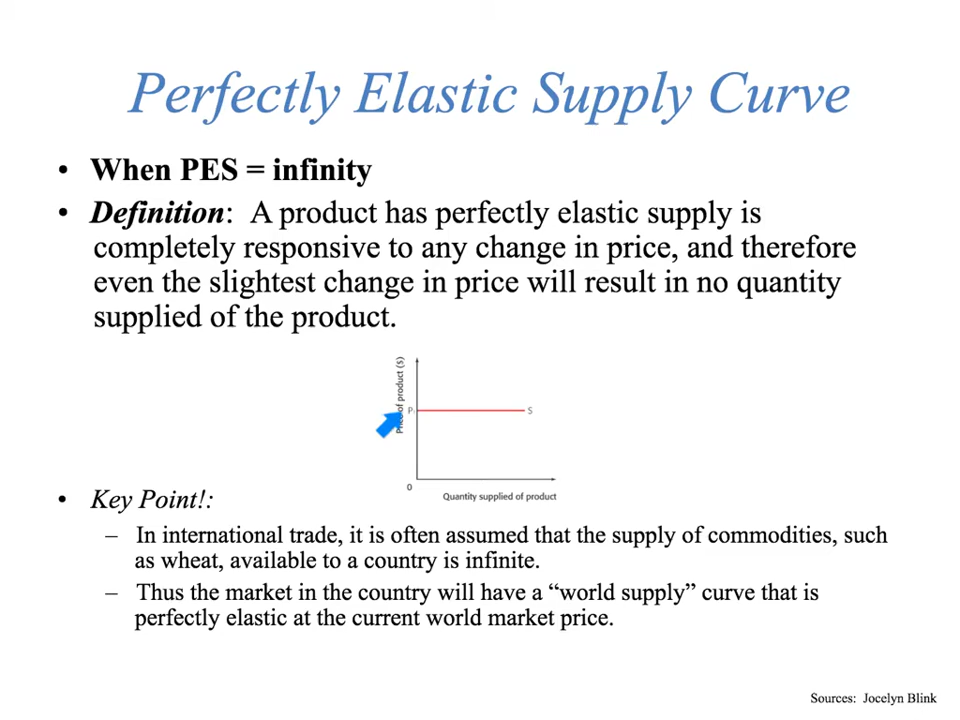 Perfectly Elastic Supply Curve
• When PES = infinity
• Definition: A product has perfectly elastic supply is
completely responsive to any change in price, and therefore
even the slightest change in price will result in no quantity
supplied of the product.
Price of product ($)
P₁
S
0
Quantity supplied of product
• Key Point!:
– In international trade, it is often assumed that the supply of commodities, such
as wheat, available to a country is infinite.
– Thus the market in the country will have a “world supply” curve that is
perfectly elastic at the current world market price.
Sources: Jocelyn Blink